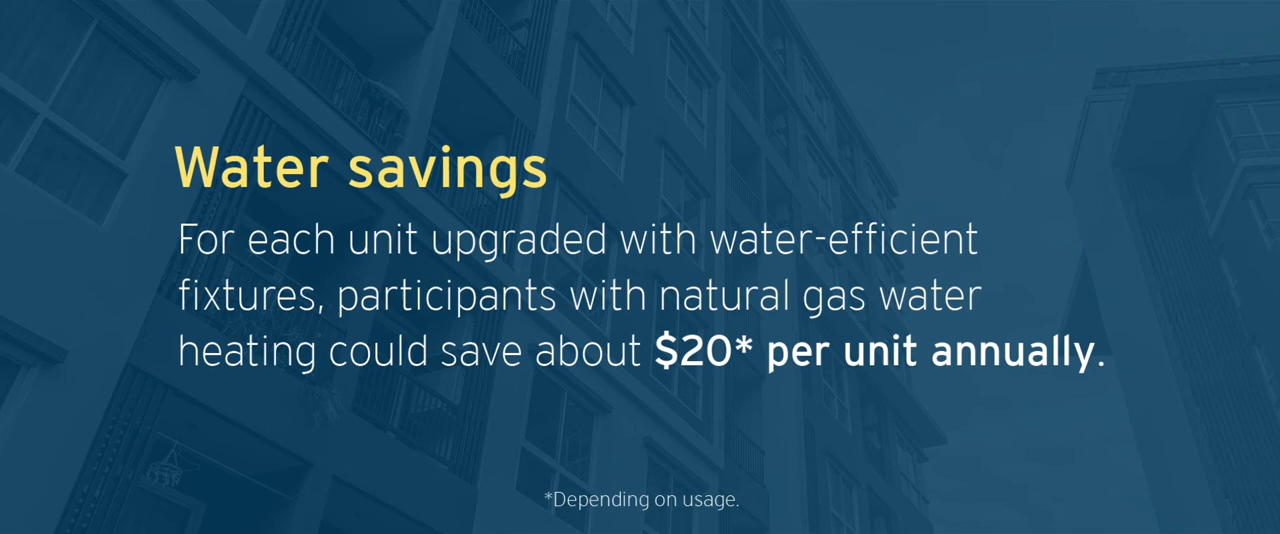 Water savings
For each unit upgraded with water-efficient
fixtures, participants with natural gas water
heating could save about $20* per unit annually.
*Depending on usage.